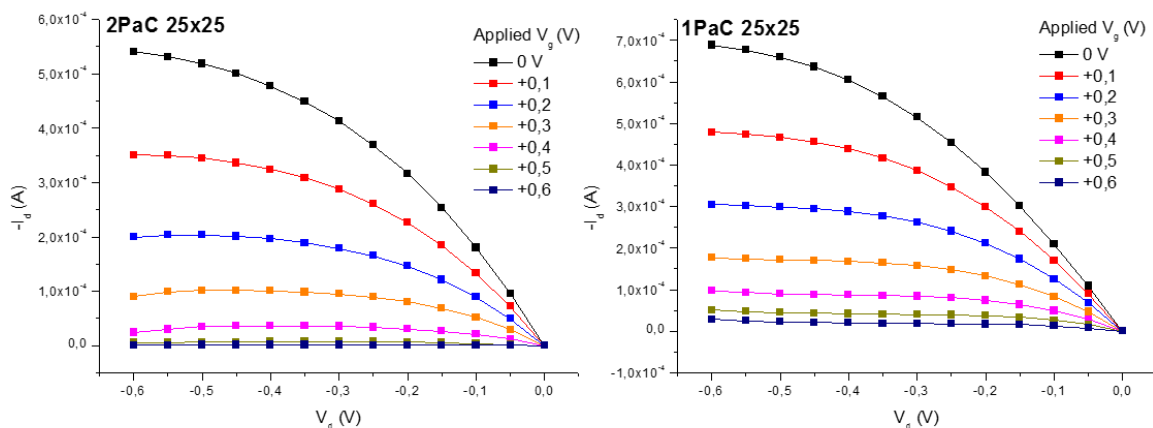 2PaC 25x25
Applied V_g (V)
0 V
+0,1
+0,2
+0,3
+0,4
+0,5
+0,6
6,0x10⁻⁴
5,0x10⁻⁴
4,0x10⁻⁴
3,0x10⁻⁴
2,0x10⁻⁴
1,0x10⁻⁴
0,0
-I_d (A)
-0,6 -0,5 -0,4 -0,3 -0,2 -0,1 0,0
V_d (V)
1PaC 25x25
Applied V_g (V)
0 V
+0,1
+0,2
+0,3
+0,4
+0,5
+0,6
7,0x10⁻⁴
6,0x10⁻⁴
5,0x10⁻⁴
4,0x10⁻⁴
3,0x10⁻⁴
2,0x10⁻⁴
1,0x10⁻⁴
0,0
-1,0x10⁻⁴
-I_d (A)
-0,6 -0,5 -0,4 -0,3 -0,2 -0,1 0,0
V_d (V)